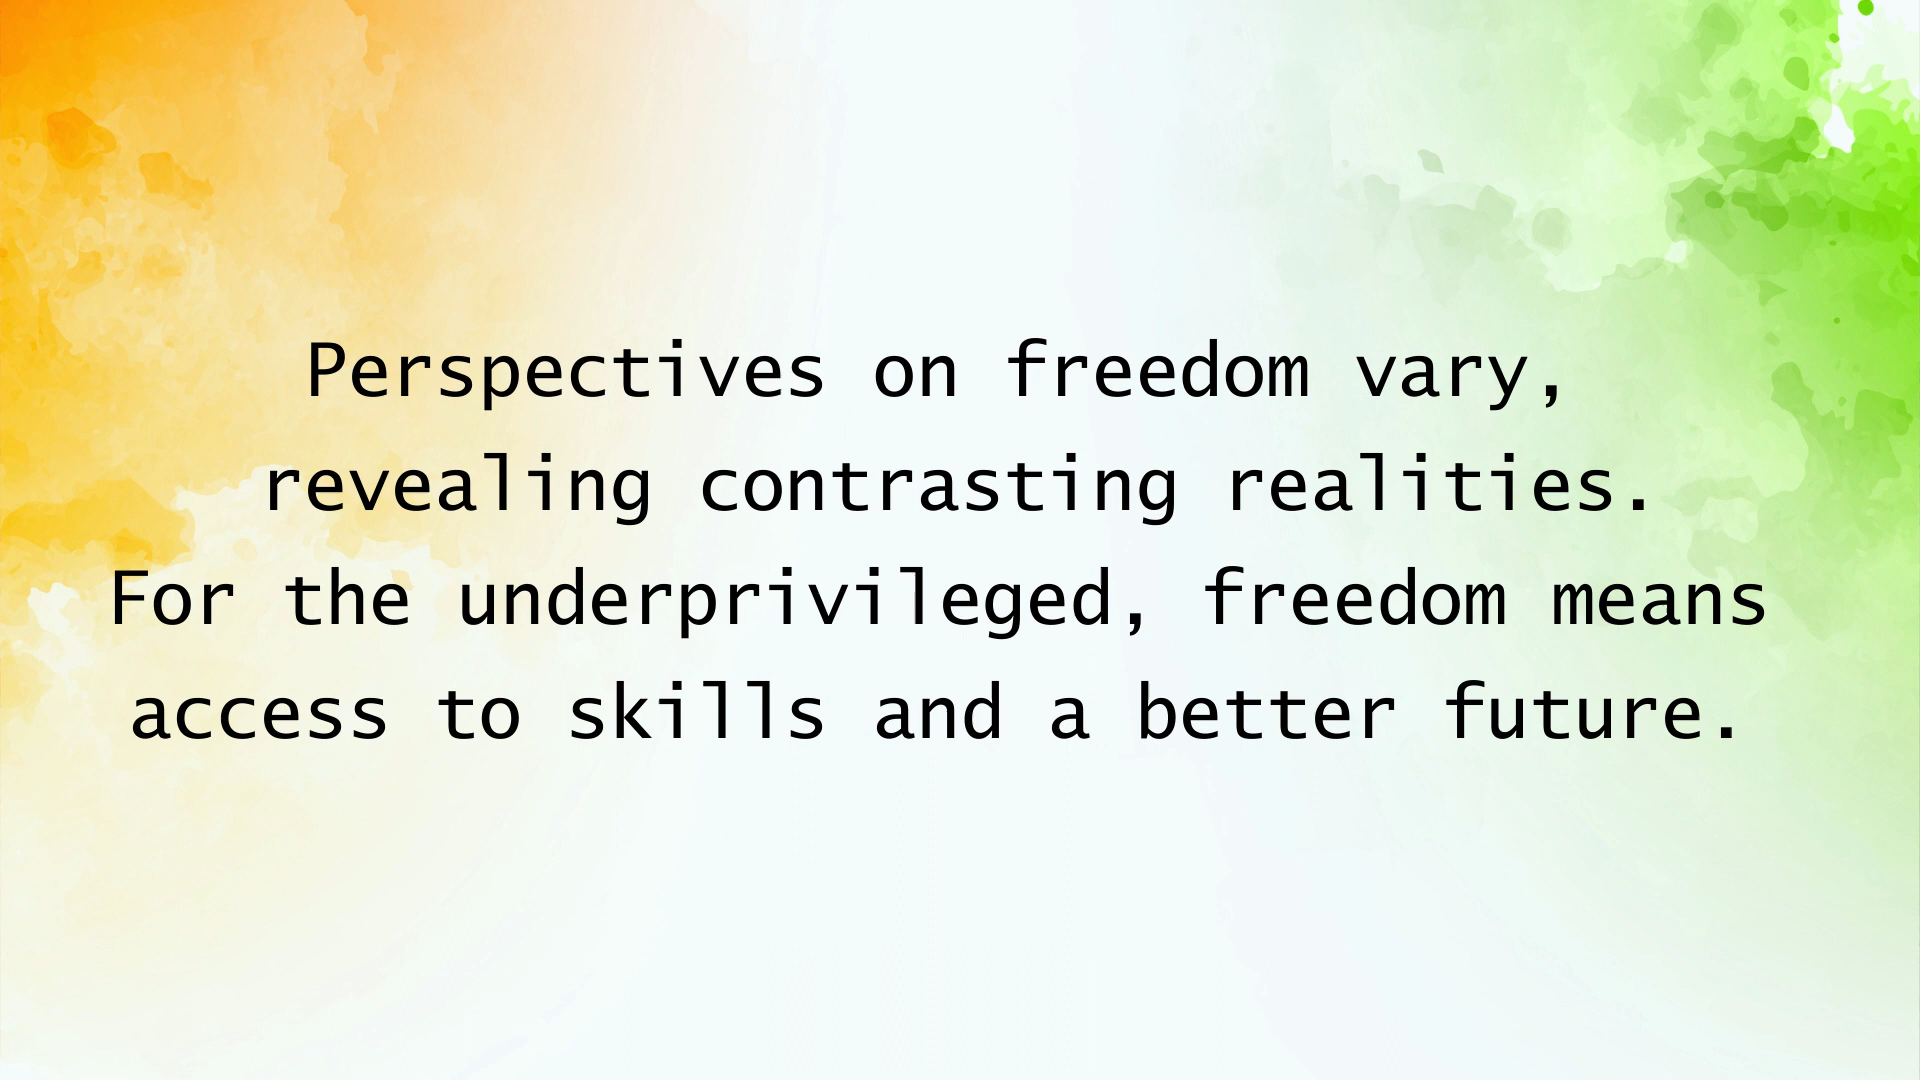 Perspectives on freedom vary,
revealing contrasting realities.
For the underprivileged, freedom means
access to skills and a better future.